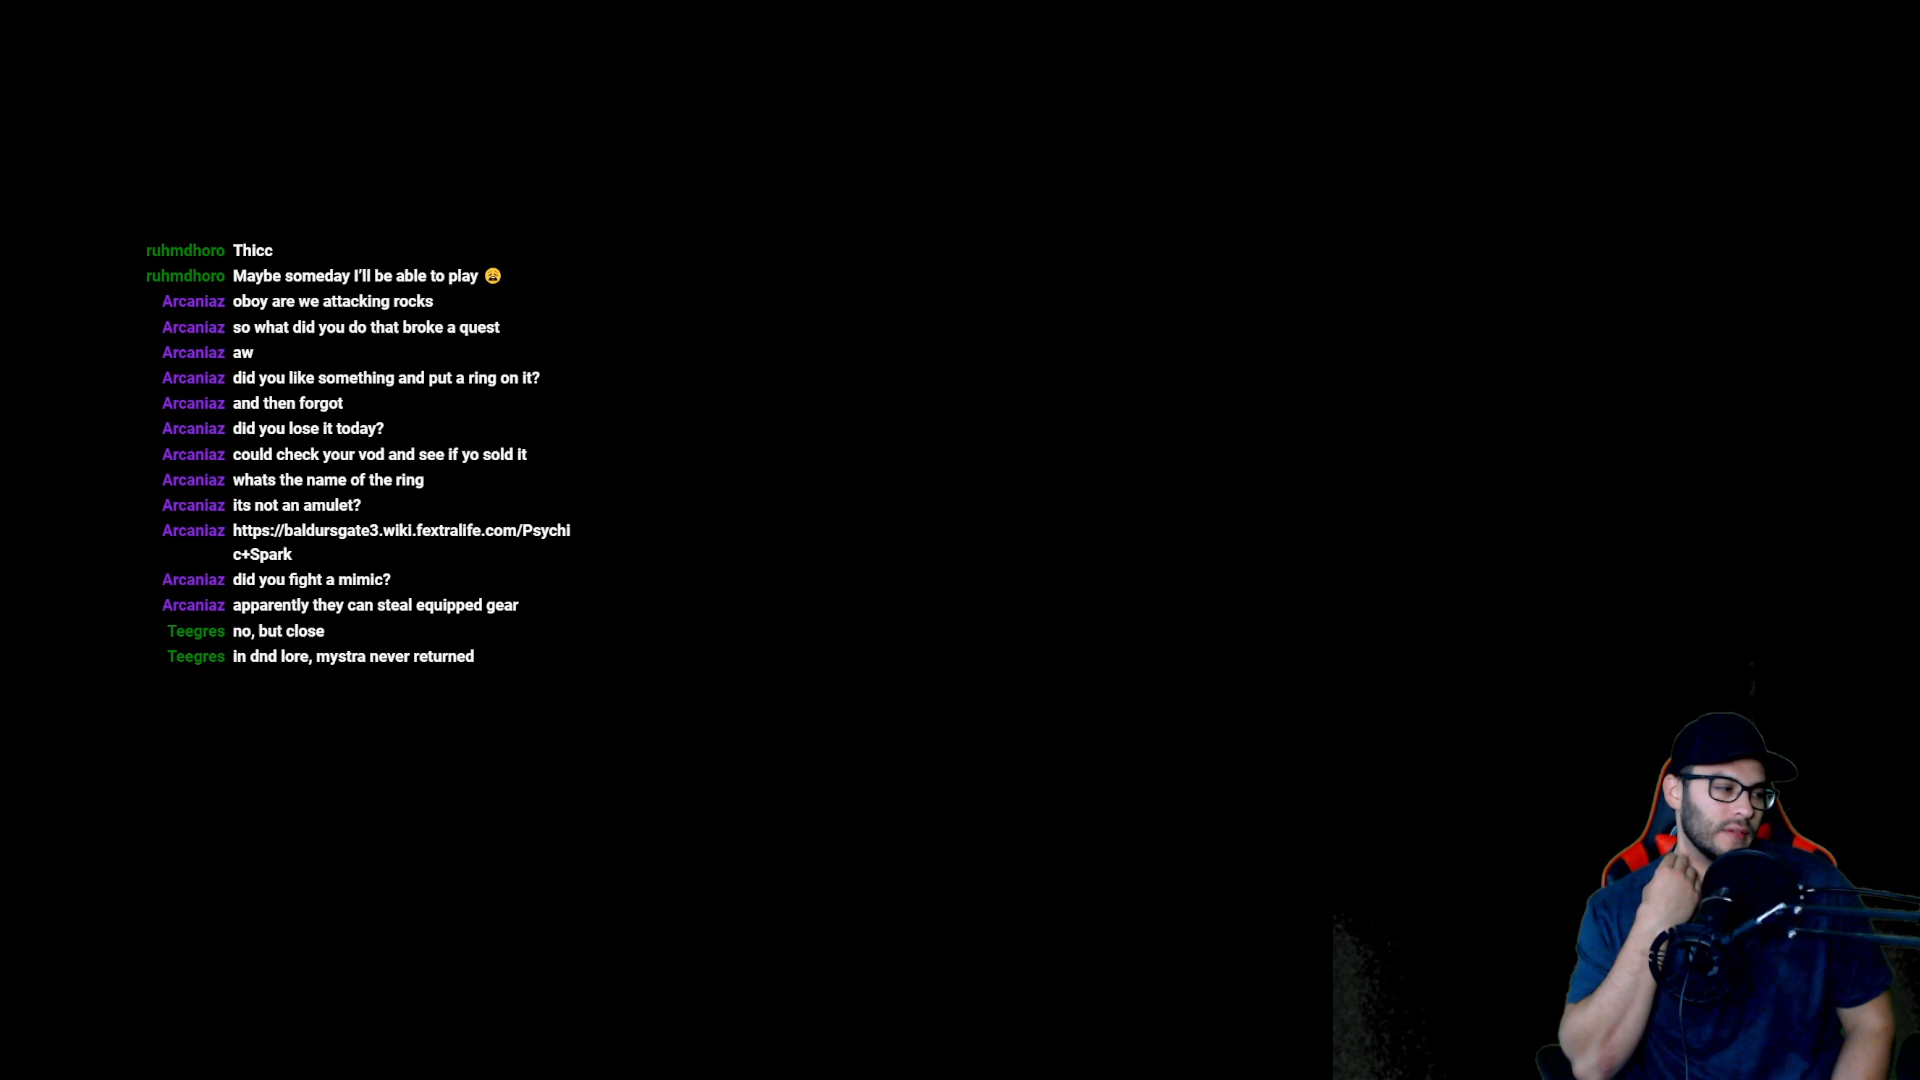 ruhmdhoro Thicc
ruhmdhoro Maybe someday I’ll be able to play 😩
Arcaniaz oboy are we attacking rocks
Arcaniaz so what did you do that broke a quest
Arcaniaz aw
Arcaniaz did you like something and put a ring on it?
Arcaniaz and then forgot
Arcaniaz did you lose it today?
Arcaniaz could check your vod and see if yo sold it
Arcaniaz whats the name of the ring
Arcaniaz its not an amulet?
Arcaniaz https://baldursgate3.wiki.fextralife.com/Psychi
c+Spark
Arcaniaz did you fight a mimic?
Arcaniaz apparently they can steal equipped gear
Teegres no, but close
Teegres in dnd lore, mystra never returned